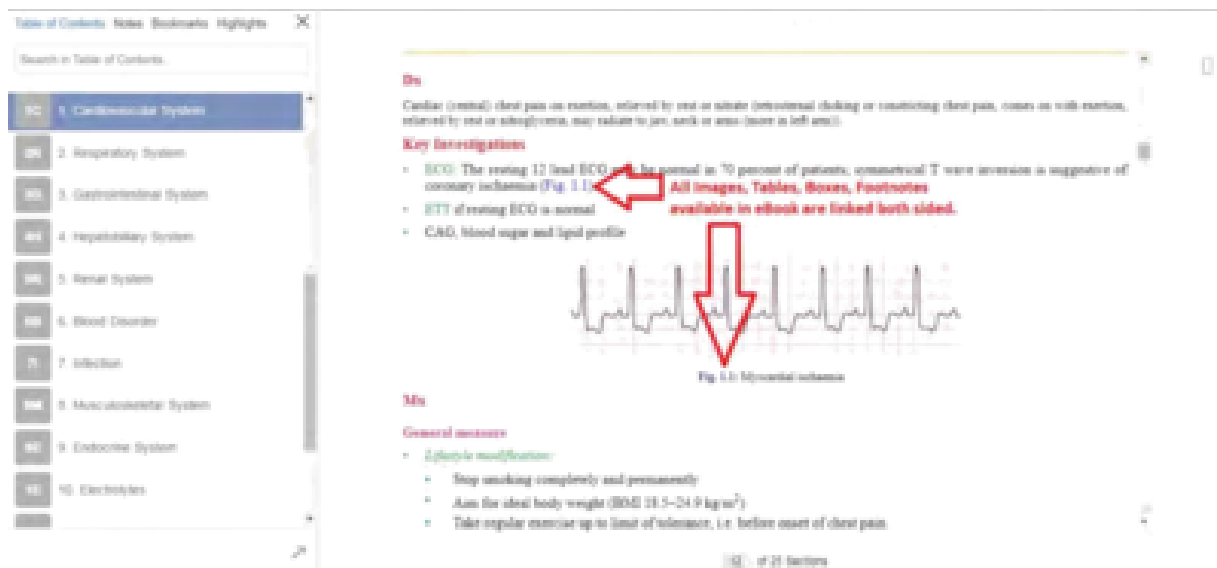 Table of Contents Notes Bookmarks Highlights X
Search in Table of Contents.
1. Cardiovascular System
2. Respiratory System
3. Gastrointestinal System
4. Hepatobiliary System
5. Renal System
6. Blood Disorder
7. Infection
8. Musculoskeletal System
9. Endocrine System
10. Electrolytes
Dx
Cardiac (central) chest pain on exertion, relieved by rest or nitrate (retrosternal choking or constricting chest pain, comes on with exertion,
relieved by rest or nitroglycerin, may radiate to jaw, neck or arms (more in left arm)).
Key Investigations
• ECG: The resting 12 lead ECG be normal in 70 percent of patients; symmetrical T wave inversion is suggestive of
coronary ischaemia (Fig. 1.1)
All Images, Tables, Boxes, Footnotes
available in eBook are linked both sided.
• ETT if resting ECG is normal
• CAG, blood sugar and lipid profile
Fig. 1.1: Myocardial ischaemia
Mx
General measure
• Lifestyle modification:
• Stop smoking completely and permanently
• Aim for ideal body weight (BMI 18.5–24.9 kg/m²)
• Take regular exercise up to limit of tolerance, i.e. before onset of chest pain.
of 25 Sections